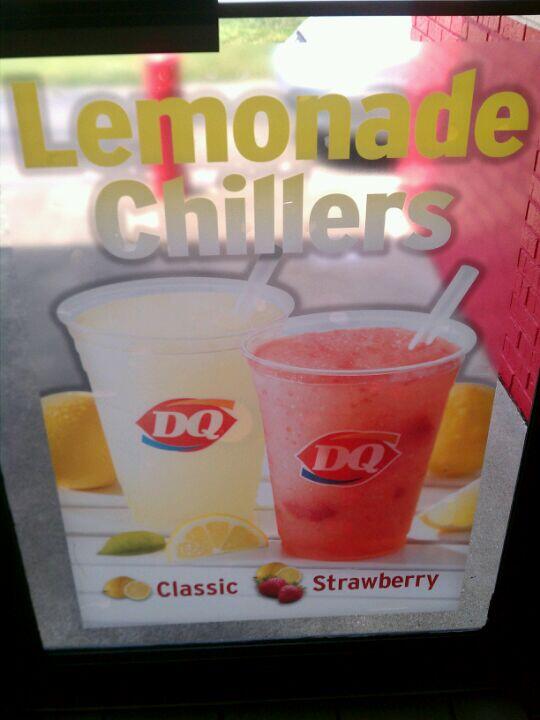 Lemonade
Chillers
DQ
DQ
Classic
Strawberry